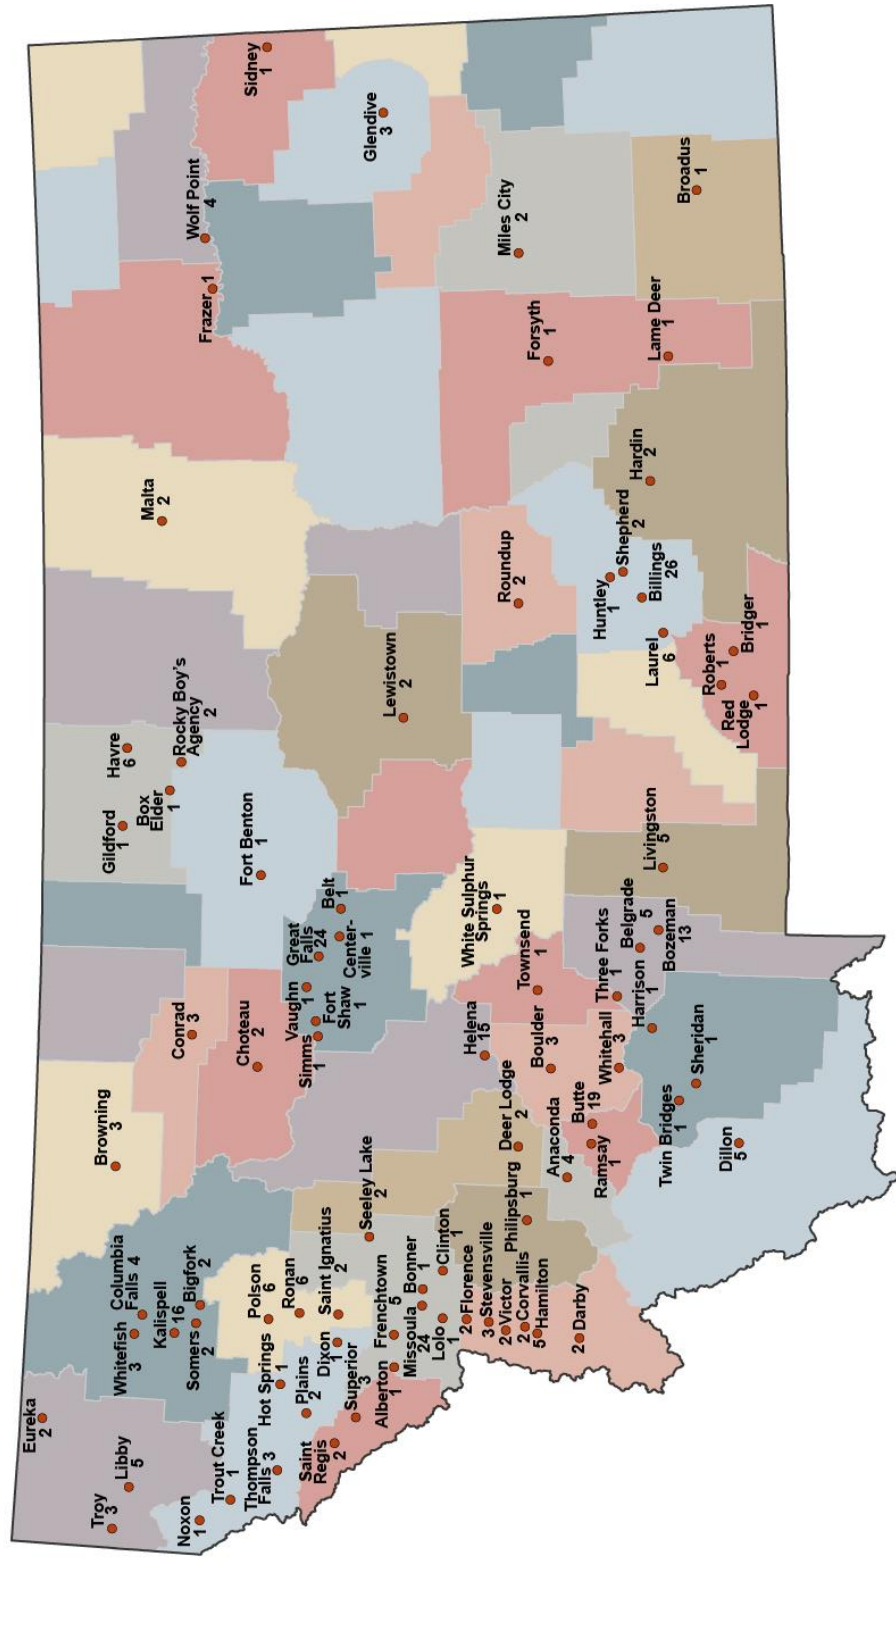 Eureka
2
Troy
3
Libby
5
Noxon
1
Trout Creek
1
Thompson
Falls 3
Whitefish
3
Columbia
Falls 4
Kalispell
16
Somers
2
Bigfork
2
Hot Springs
1
Plains
2
Saint
Regis
2
Superior
3
Dixon
1
Polson
6
Ronan
6
Saint Ignatius
2
Alberton
1
Frenchtown
5
Missoula
24
Bonner
1
Lolo
1
Clinton
1
Seeley Lake
2
Florence
2
Stevensville
3
Victor
2
Corvallis
2
Hamilton
5
Darby
2
Philipsburg
1
Deer Lodge
2
Anaconda
4
Ramsay
1
Butte
19
Browning
3
Conrad
3
Choteau
2
Simms
1
Fort
Shaw
1
Vaughn
1
Great
Falls
24
Center-
ville 1
Belt
1
Helena
15
Boulder
3
Whitehall
3
Townsend
1
White Sulphur
Springs
1
Three Forks
1
Harrison
1
Belgrade
5
Bozeman
13
Twin Bridges
1
Sheridan
1
Dillon
5
Livingston
5
Gildford
1
Havre
6
Box
Elder
1
Rocky Boy's
Agency
2
Fort Benton
1
Lewistown
2
Malta
2
Roundup
2
Huntley
1
Shepherd
2
Billings
26
Laurel
6
Roberts
1
Red
Lodge
1
Bridger
1
Hardin
2
Forsyth
1
Lame Deer
1
Frazer 1
Wolf Point
4
Sidney
1
Glendive
3
Miles City
2
Broadus
1